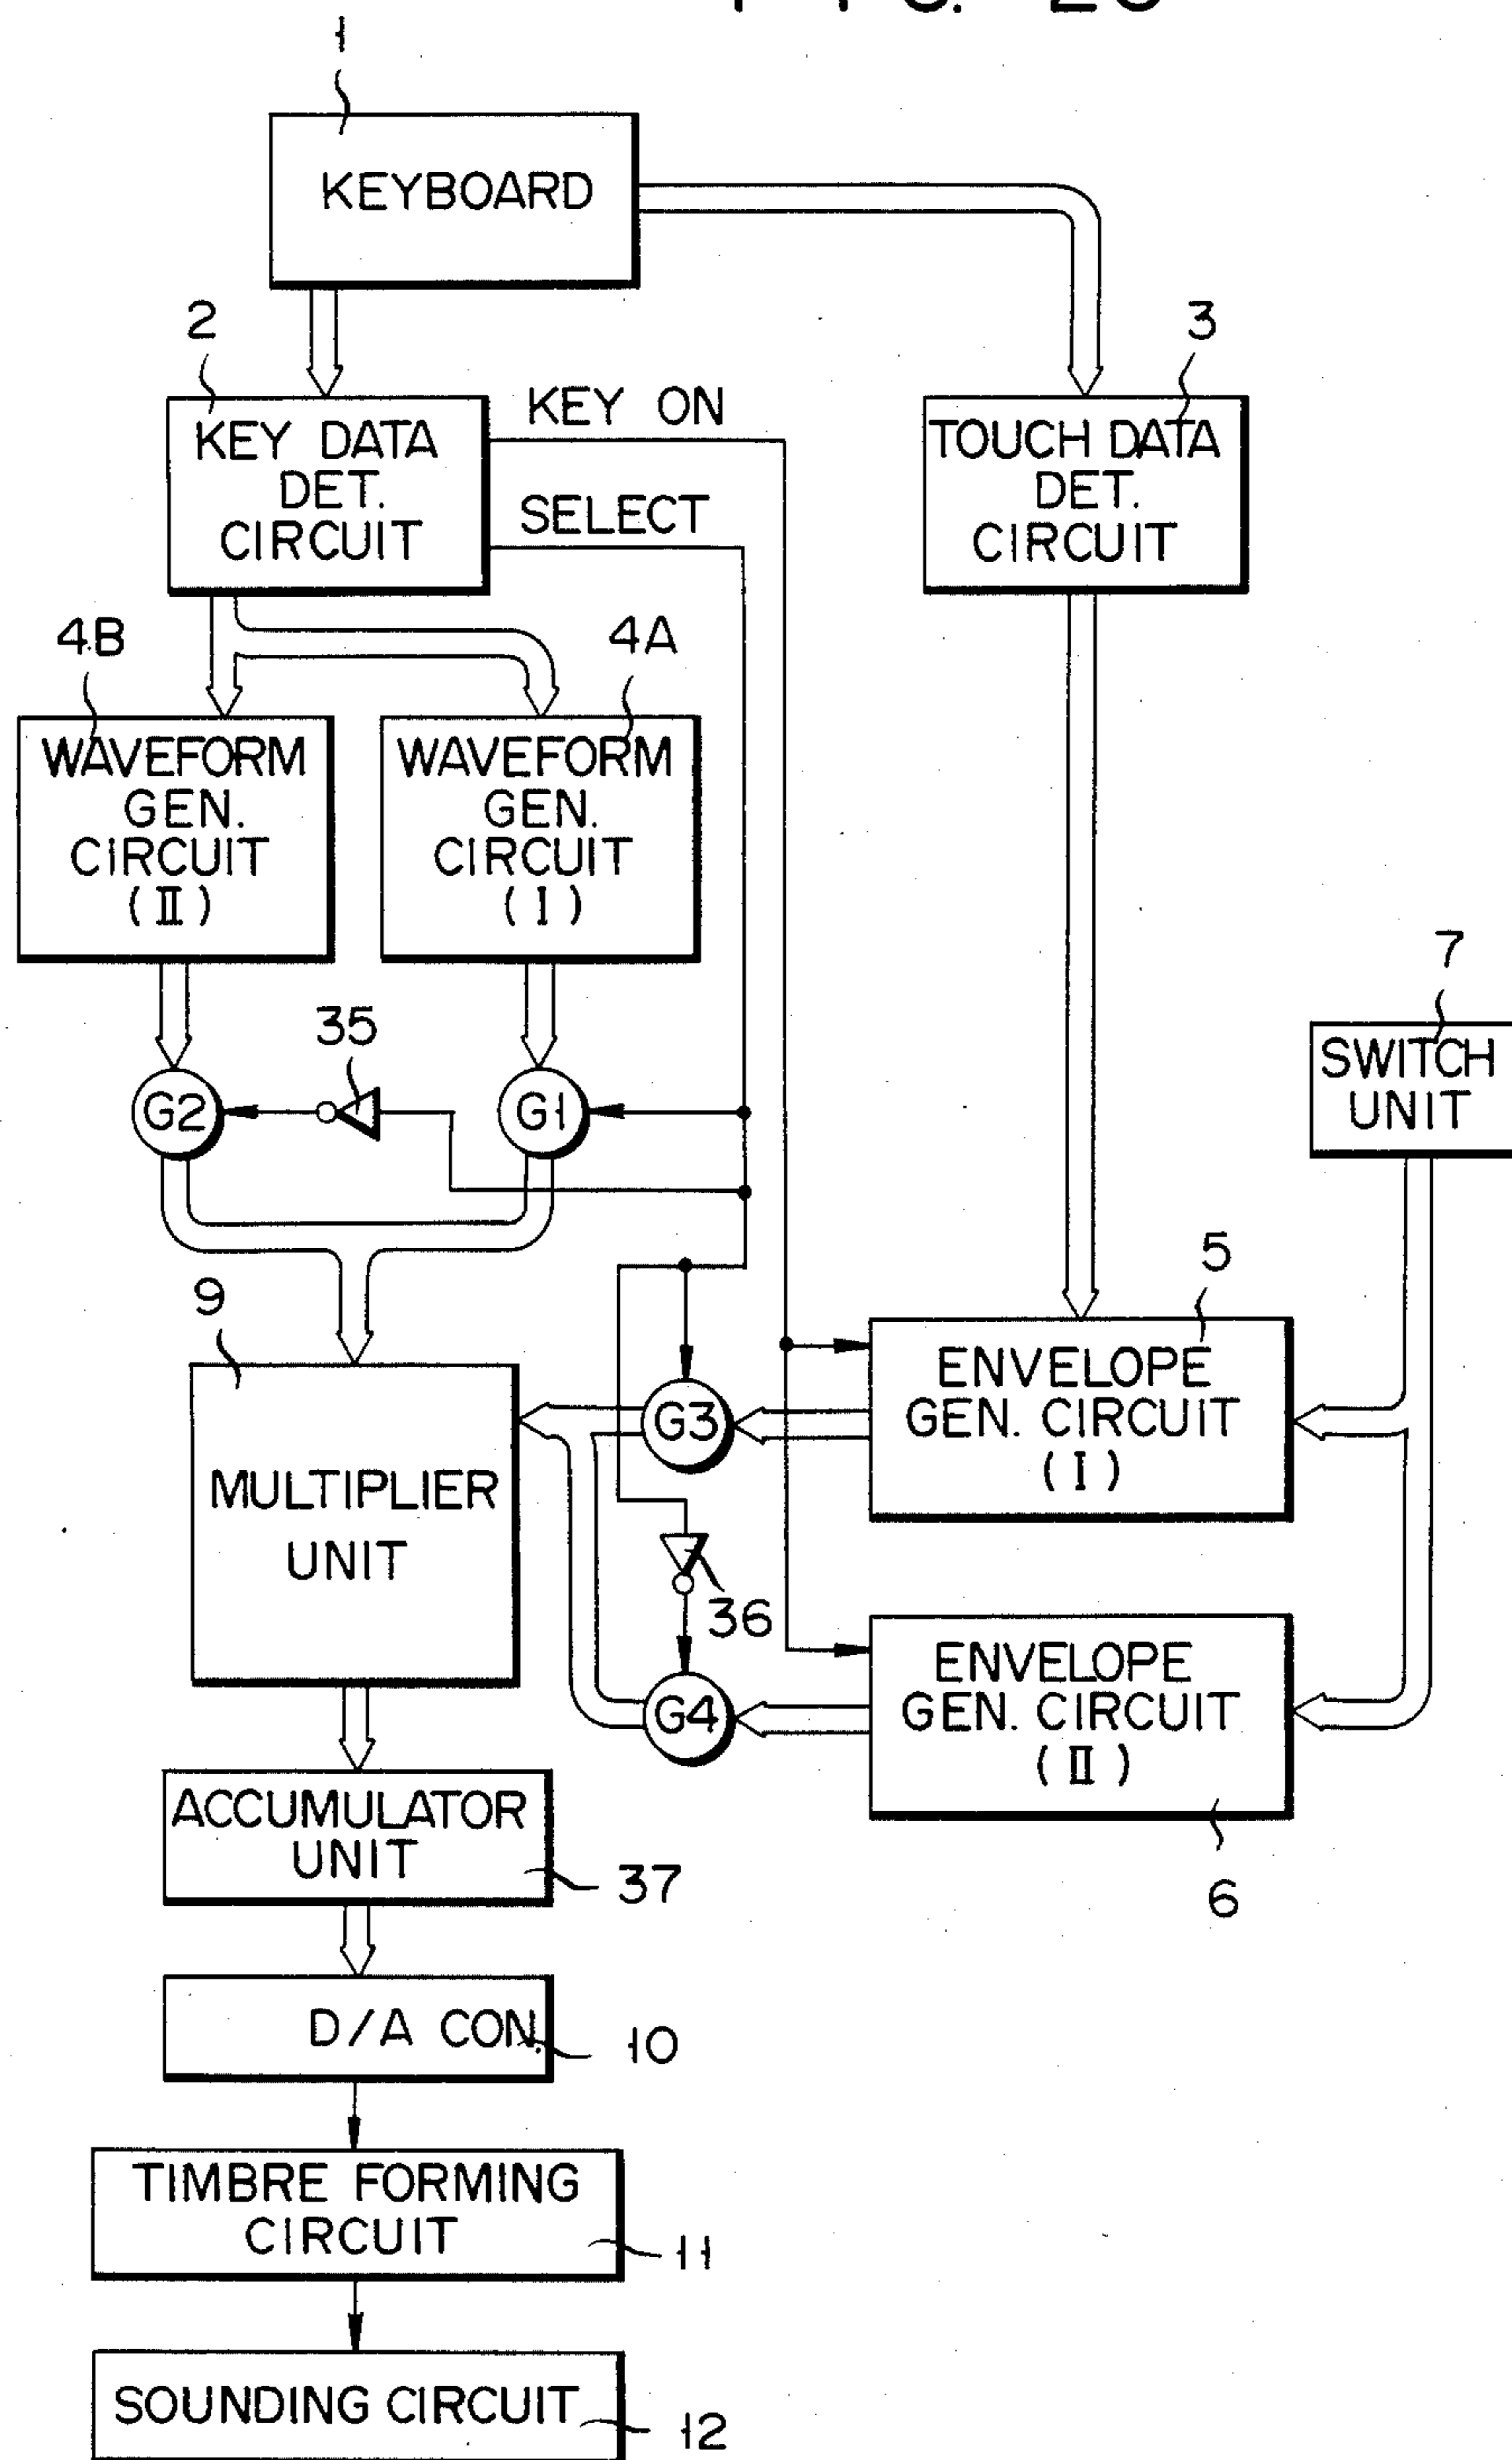 1
KEYBOARD
2
3
KEY DATA
DET.
CIRCUIT
KEY ON
SELECT
TOUCH DATA
DET.
CIRCUIT
4B
4A
WAVEFORM
GEN.
CIRCUIT
(II)
WAVEFORM
GEN.
CIRCUIT
(I)
7
SWITCH
UNIT
35
G2
G1
9
5
MULTIPLIER
UNIT
G3
ENVELOPE
GEN. CIRCUIT
(I)
36
G4
ENVELOPE
GEN. CIRCUIT
(II)
6
ACCUMULATOR
UNIT
37
D/A CON.
10
TIMBRE FORMING
CIRCUIT
11
SOUNDING CIRCUIT
12